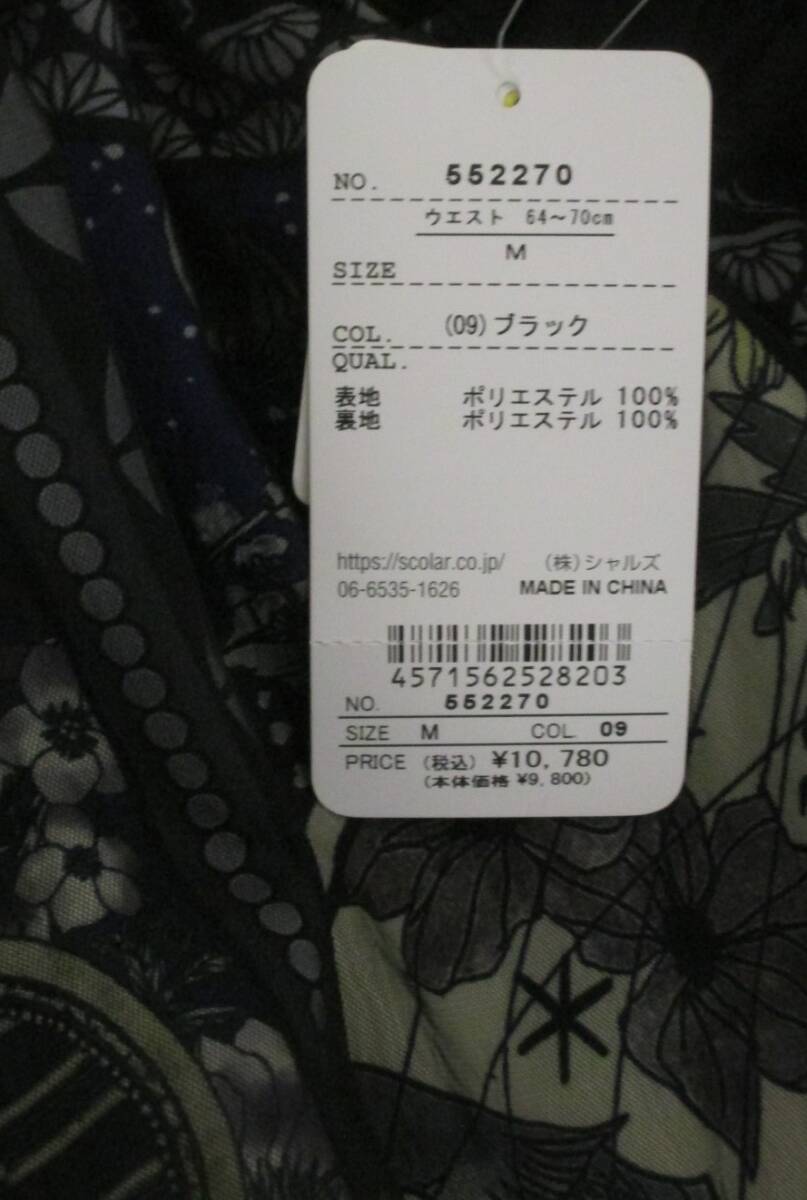 NO. 552270
ウエスト 64～70cm
M
SIZE
COL. (09)ブラック
QUAL.
表地 ポリエステル 100%
裏地 ポリエステル 100%
https://scolar.co.jp/ (株)シャルズ
06-6535-1626 MADE IN CHINA
4571562528203
NO. 552270
SIZE M COL. 09
PRICE (税込) ¥10,780
(本体価格 ¥9,800)